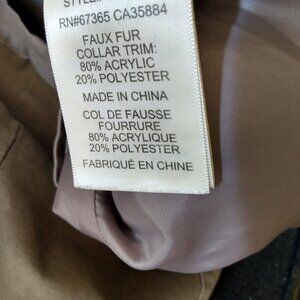 RN#67365 CA35884
FAUX FUR
COLLAR TRIM:
80% ACRYLIC
20% POLYESTER
MADE IN CHINA
COL DE FAUSSE
FOURRURE
80% ACRYLIQUE
20% POLYESTER
FABRIQUÉ EN CHINE